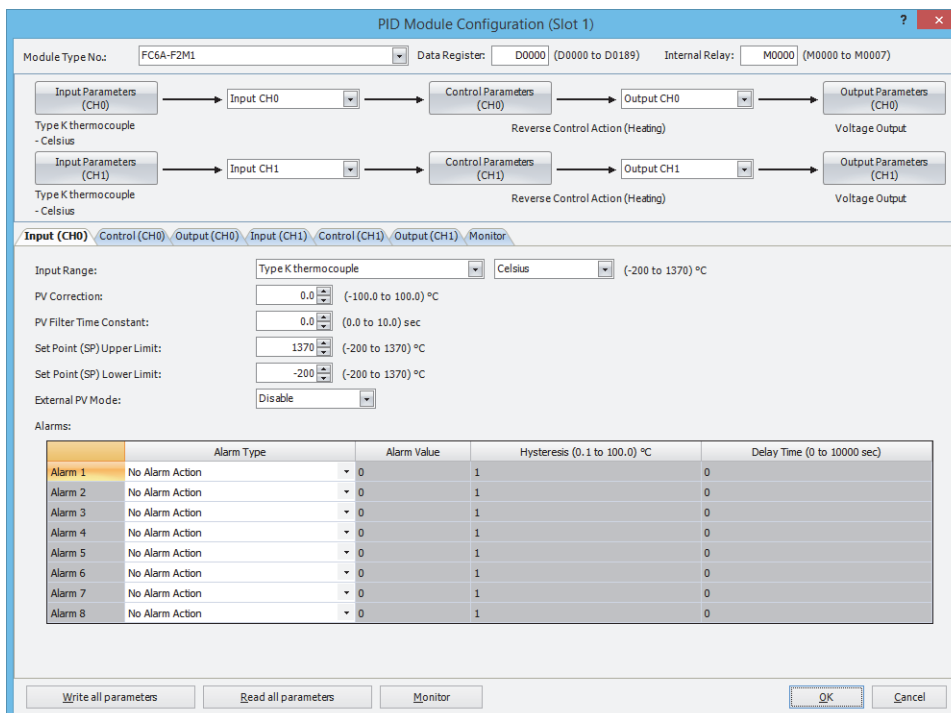 PID Module Configuration (Slot 1) ? ×
Module Type No.: FC6A-F2M1 Data Register: D0000 (D0000 to D0189) Internal Relay: M0000 (M0000 to M0007)
Input Parameters (CH0) Input CH0 Control Parameters (CH0) Output CH0 Output Parameters (CH0)
Type K thermocouple Reverse Control Action (Heating) Voltage Output
- Celsius
Input Parameters (CH1) Input CH1 Control Parameters (CH1) Output CH1 Output Parameters (CH1)
Type K thermocouple Reverse Control Action (Heating) Voltage Output
- Celsius
Input (CH0) Control (CH0) Output (CH0) Input (CH1) Control (CH1) Output (CH1) Monitor
Input Range: Type K thermocouple Celsius (-200 to 1370) ºC
PV Correction: 0.0 (-100.0 to 100.0) ºC
PV Filter Time Constant: 0.0 (0.0 to 10.0) sec
Set Point (SP) Upper Limit: 1370 (-200 to 1370) ºC
Set Point (SP) Lower Limit: -200 (-200 to 1370) ºC
External PV Mode: Disable
Alarms:
Alarm Type Alarm Value Hysteresis (0.1 to 100.0) ºC Delay Time (0 to 10000 sec)
Alarm 1 No Alarm Action 0 1 0
Alarm 2 No Alarm Action 0 1 0
Alarm 3 No Alarm Action 0 1 0
Alarm 4 No Alarm Action 0 1 0
Alarm 5 No Alarm Action 0 1 0
Alarm 6 No Alarm Action 0 1 0
Alarm 7 No Alarm Action 0 1 0
Alarm 8 No Alarm Action 0 1 0
Write all parameters Read all parameters Monitor OK Cancel